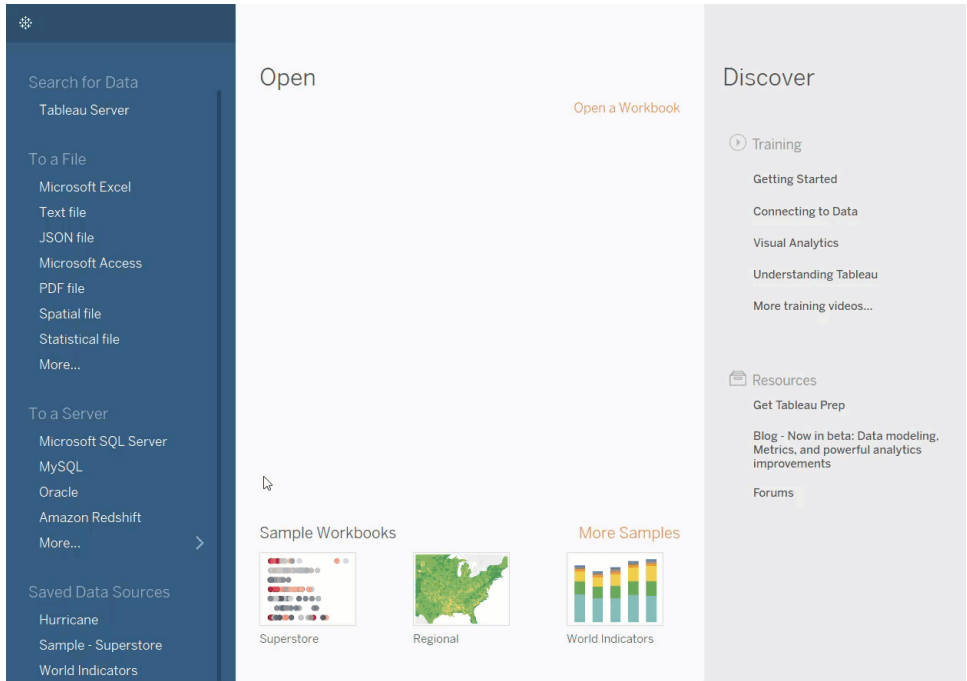 Search for Data
Tableau Server
To a File
Microsoft Excel
Text file
JSON file
Microsoft Access
PDF file
Spatial file
Statistical file
More...
To a Server
Microsoft SQL Server
MySQL
Oracle
Amazon Redshift
More...
Saved Data Sources
Hurricane
Sample - Superstore
World Indicators
Open
Open a Workbook
Sample Workbooks
More Samples
Superstore
Regional
World Indicators
Discover
Training
Getting Started
Connecting to Data
Visual Analytics
Understanding Tableau
More training videos...
Resources
Get Tableau Prep
Blog - Now in beta: Data modeling,
Metrics, and powerful analytics
improvements
Forums